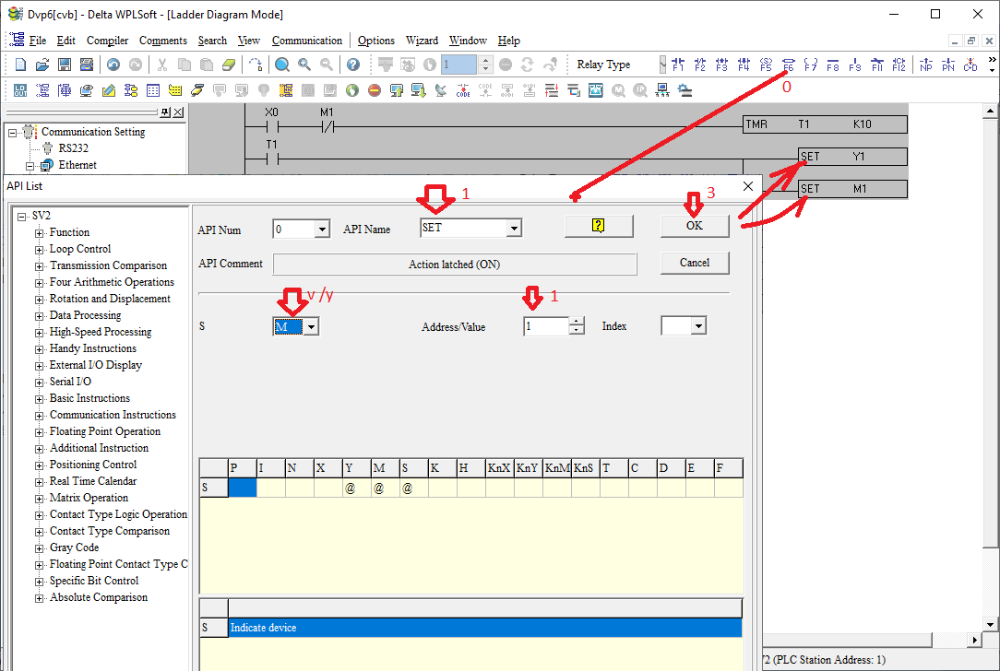 Dvp6[cvb] - Delta WPLSoft - [Ladder Diagram Mode]
File Edit Compiler Comments Search View Communication Options Wizard Window Help
1 Relay Type F1 F2 F3 F4 F5 F6 F7 F8 F9 F11 F12 NP PN
0
Communication Setting
RS232
Ethernet
X0 M1
TMR T1 K10
T1
SET Y1
SET M1
API List
SV2
Function
Loop Control
Transmission Comparison
Four Arithmetic Operations
Rotation and Displacement
Data Processing
High-Speed Processing
Handy Instructions
External I/O Display
Serial I/O
Basic Instructions
Communication Instructions
Floating Point Operation
Additional Instruction
Positioning Control
Real Time Calendar
Matrix Operation
Contact Type Logic Operation
Contact Type Comparison
Gray Code
Floating Point Contact Type C
Specific Bit Control
Absolute Comparison
1
3
API Num 0 API Name SET ? OK
API Comment Action latched (ON) Cancel
v /y
1
S M Address/Value 1 Index
P I N X Y M S K H KnX KnY KnM KnS T C D E F
S @ @ @
S Indicate device
72 (PLC Station Address: 1)